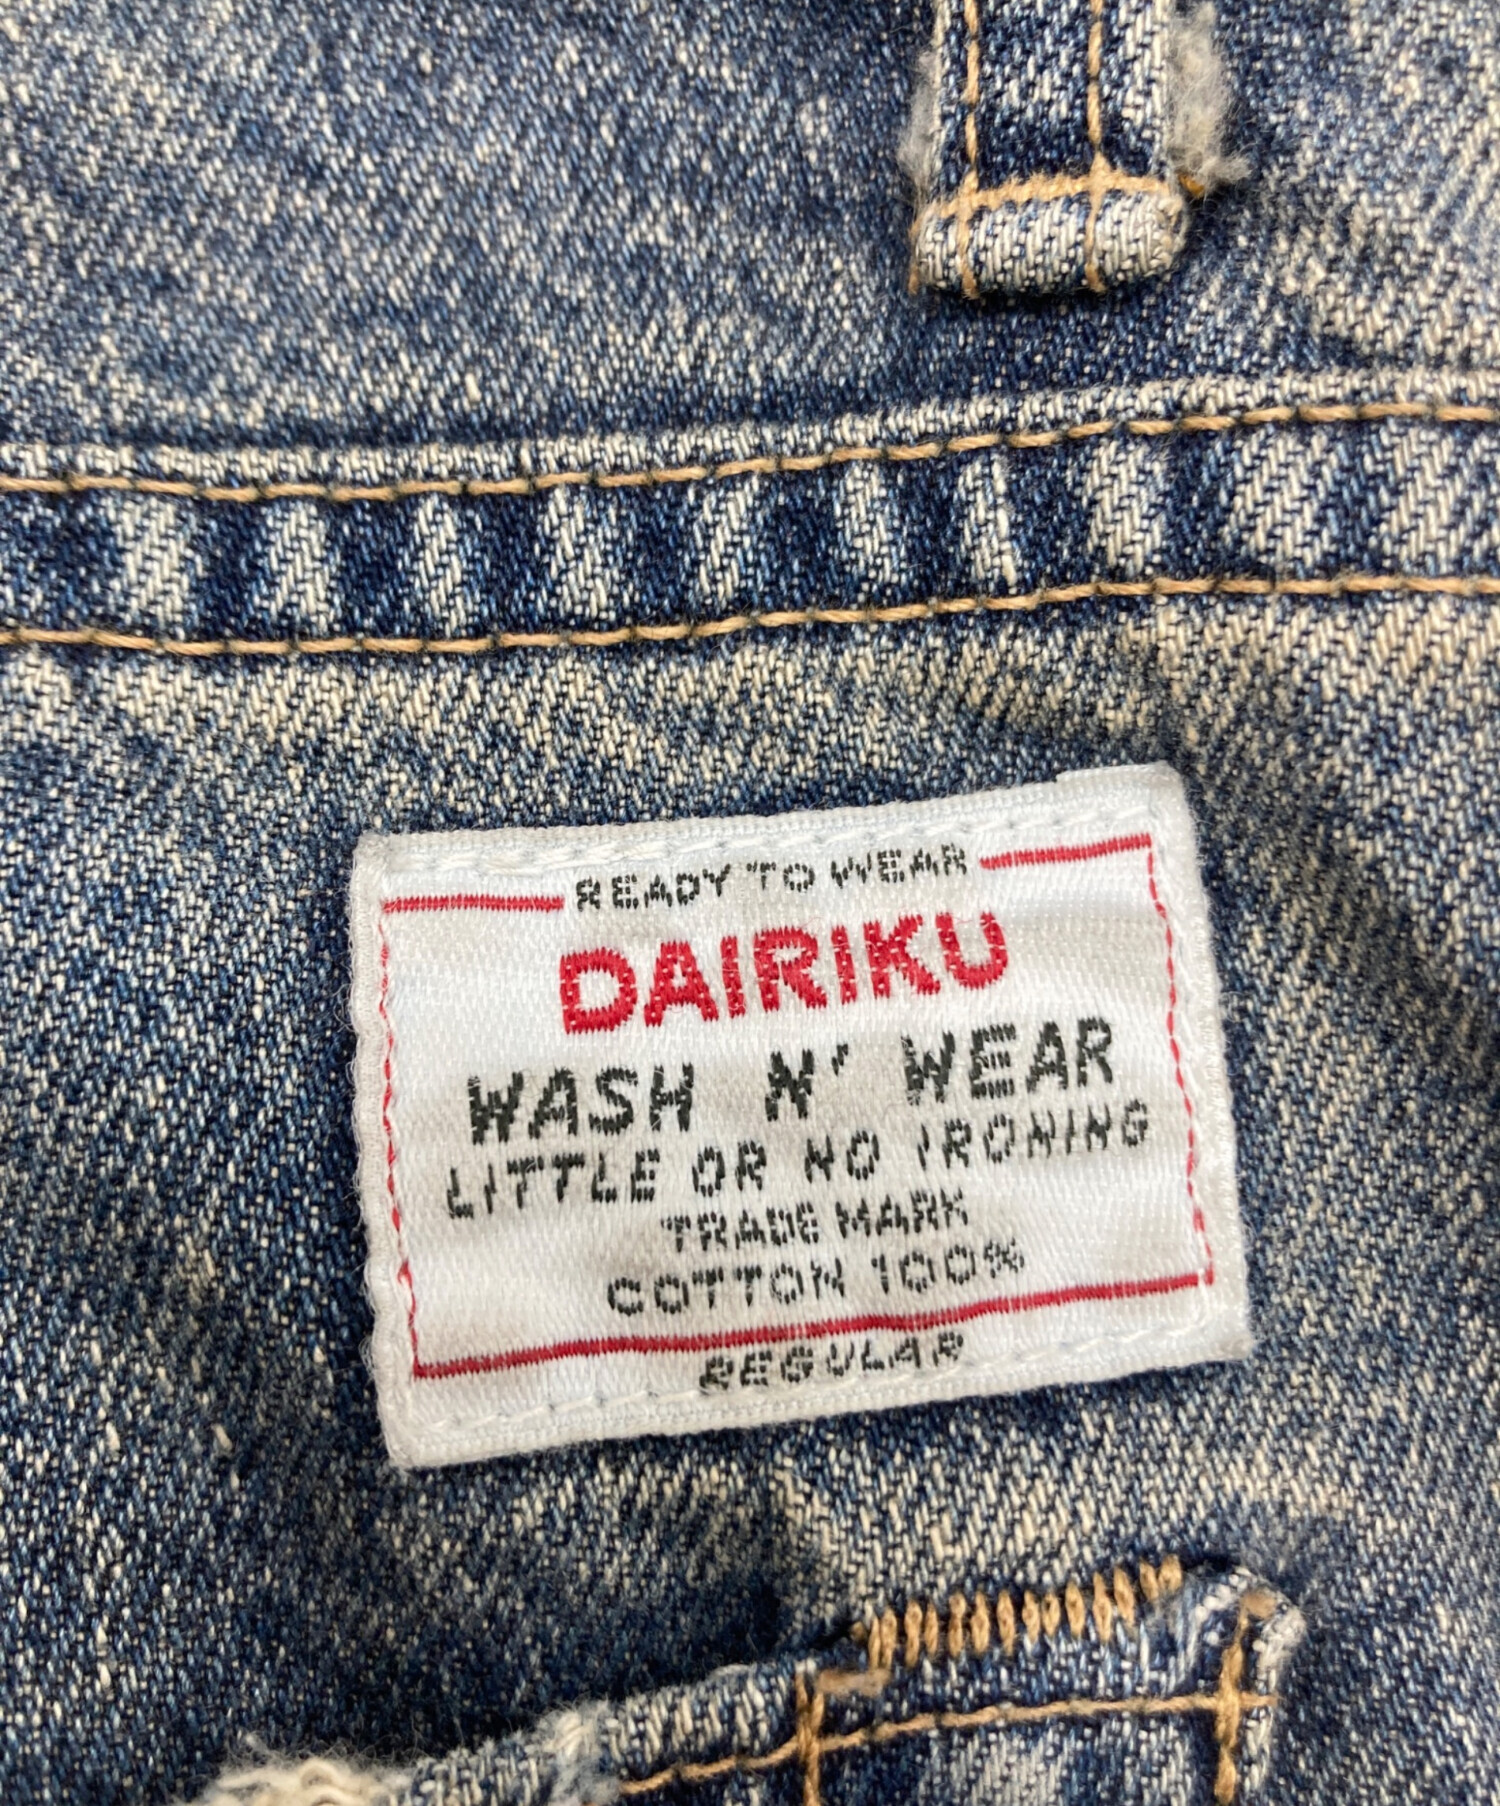 READY TO WEAR
DAIRIKU
WASH N' WEAR
LITTLE OR NO IRONING
TRADE MARK
COTTON 100%
REGULAR